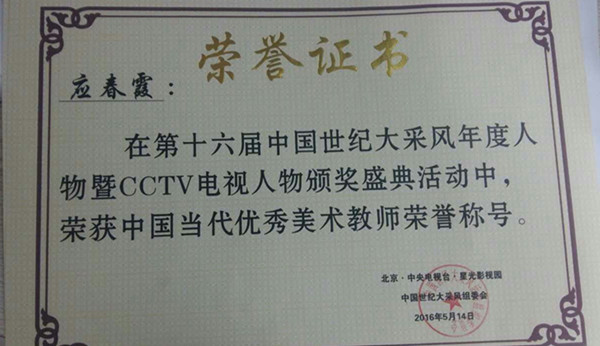 荣誉证书
应春霞：
在第十六届中国世纪大采风年度人
物暨CCTV电视人物颁奖盛典活动中，
荣获中国当代优秀美术教师荣誉称号。
北京·中央电视台·星光影视园
中国世纪大采风组委会
2016年5月14日